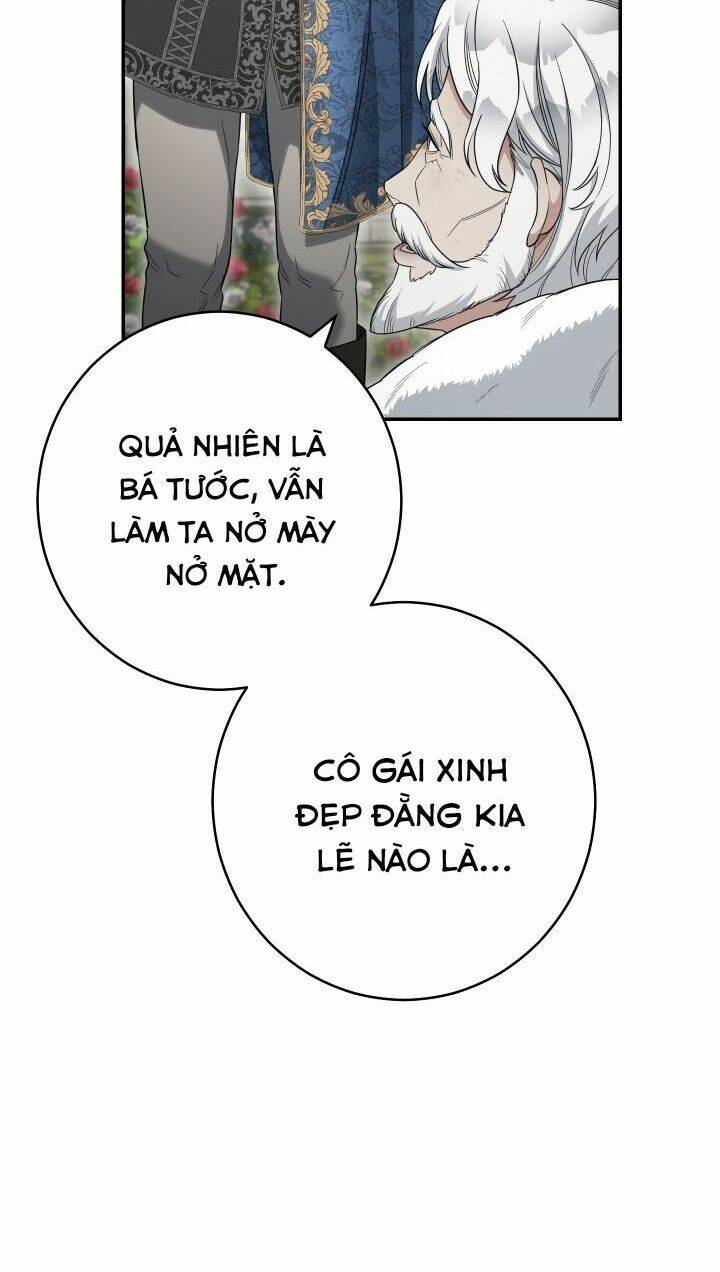 QUẢ NHIÊN LÀ
BÁ TƯỚC, VẪN
LÀM TA NỞ MÀY
NỞ MẶT.
CÔ GÁI XINH
ĐẸP ĐẰNG KIA
LẼ NÀO LÀ...